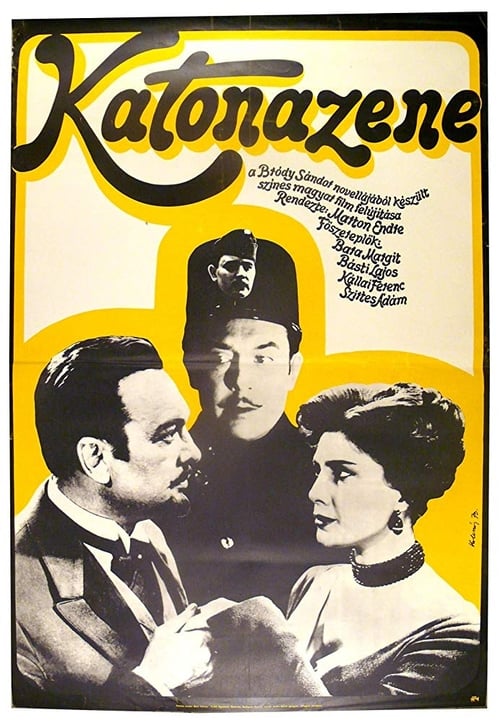 Katonazene
a Bródy Sándor novellájából készült
színes magyar film felújítása
Rendezte: Marton Endre
Főszereplők:
Bara Margit
Básti Lajos
Kállai Ferenc
Szirtes Ádám